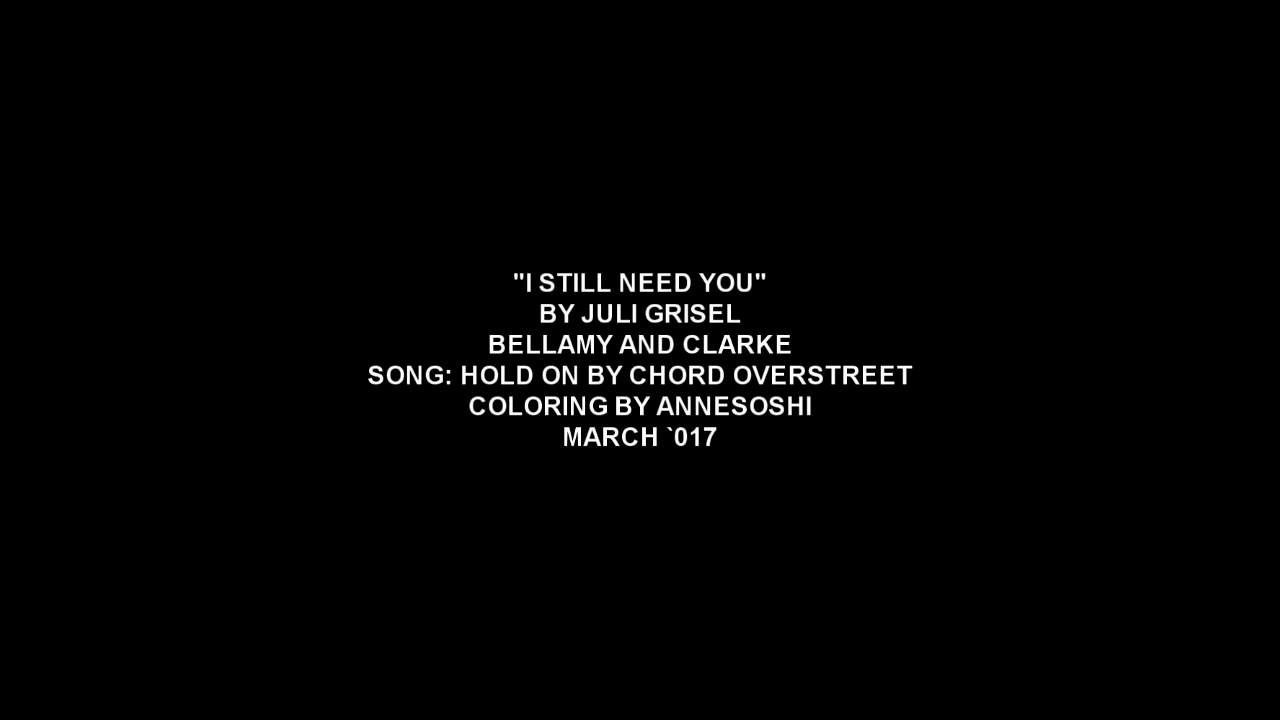 "I STILL NEED YOU"
BY JULI GRISEL
BELLAMY AND CLARKE
SONG: HOLD ON BY CHORD OVERSTREET
COLORING BY ANNESOSHI
MARCH `017